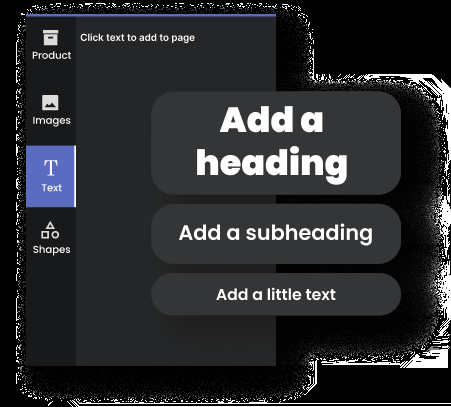 Product
Images
T
Text
Shapes
Click text to add to page
Add a
heading
Add a subheading
Add a little text